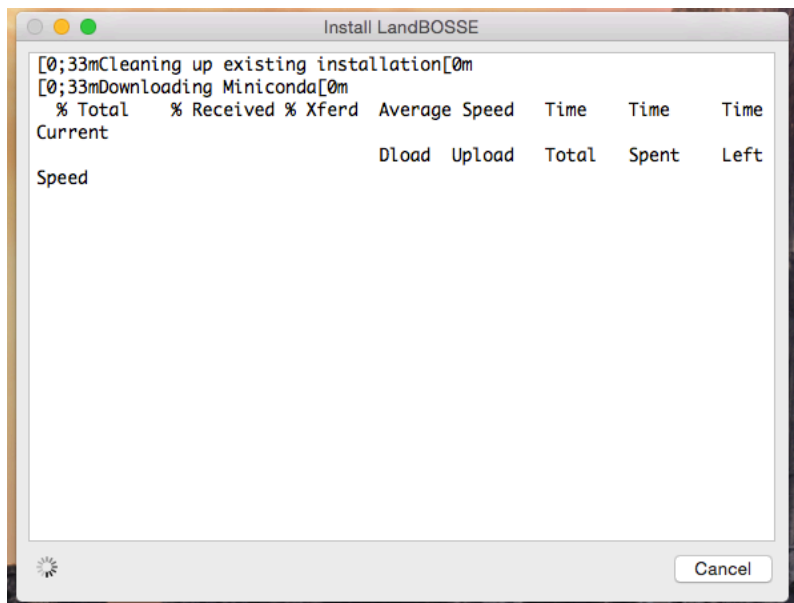 Install LandBOSSE
[0;33mCleaning up existing installation[0m
[0;33mDownloading Miniconda[0m
% Total % Received % Xferd Average Speed Time Time Time
Current
Dload Upload Total Spent Left
Speed
Cancel